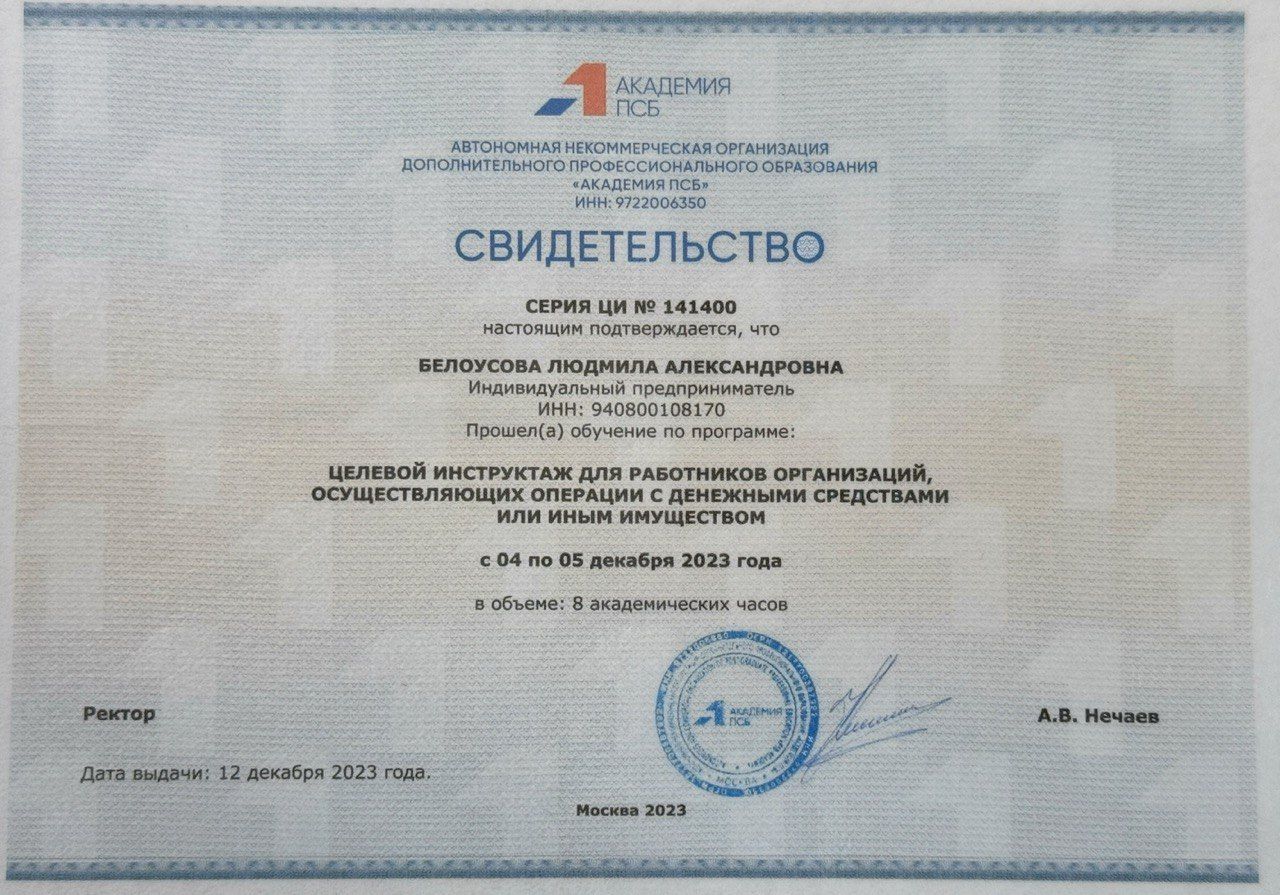 АКАДЕМИЯ
ПСБ
АВТОНОМНАЯ НЕКОММЕРЧЕСКАЯ ОРГАНИЗАЦИЯ
ДОПОЛНИТЕЛЬНОГО ПРОФЕССИОНАЛЬНОГО ОБРАЗОВАНИЯ
«АКАДЕМИЯ ПСБ»
ИНН: 9722006350
СВИДЕТЕЛЬСТВО
СЕРИЯ ЦИ № 141400
настоящим подтверждается, что
БЕЛОУСОВА ЛЮДМИЛА АЛЕКСАНДРОВНА
Индивидуальный предприниматель
ИНН: 940800108170
Прошел(а) обучение по программе:
ЦЕЛЕВОЙ ИНСТРУКТАЖ ДЛЯ РАБОТНИКОВ ОРГАНИЗАЦИЙ,
ОСУЩЕСТВЛЯЮЩИХ ОПЕРАЦИИ С ДЕНЕЖНЫМИ СРЕДСТВАМИ
ИЛИ ИНЫМ ИМУЩЕСТВОМ
с 04 по 05 декабря 2023 года
в объеме: 8 академических часов
АКАДЕМИЯ
ПСБ
МОСКВА
Ректор
А.В. Нечаев
Дата выдачи: 12 декабря 2023 года.
Москва 2023